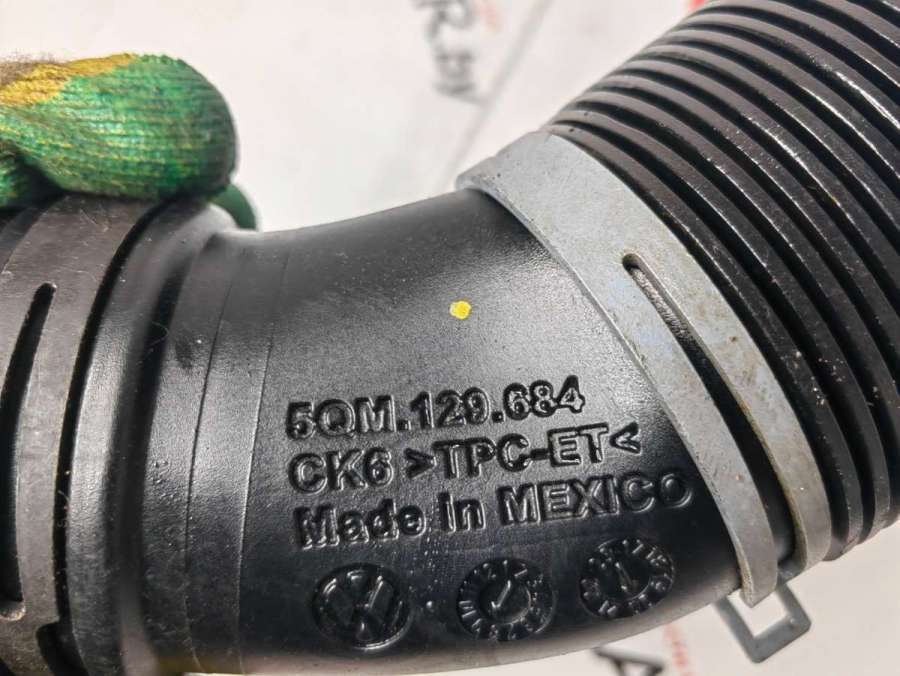 5QM.129.684
CK6 >TPC-ET<
Made in MEXICO